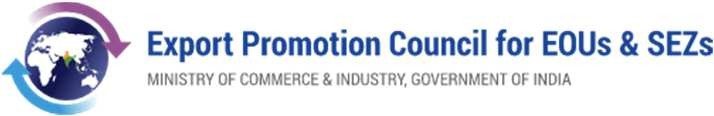 Export Promotion Council for EOUs & SEZs
MINISTRY OF COMMERCE & INDUSTRY, GOVERNMENT OF INDIA